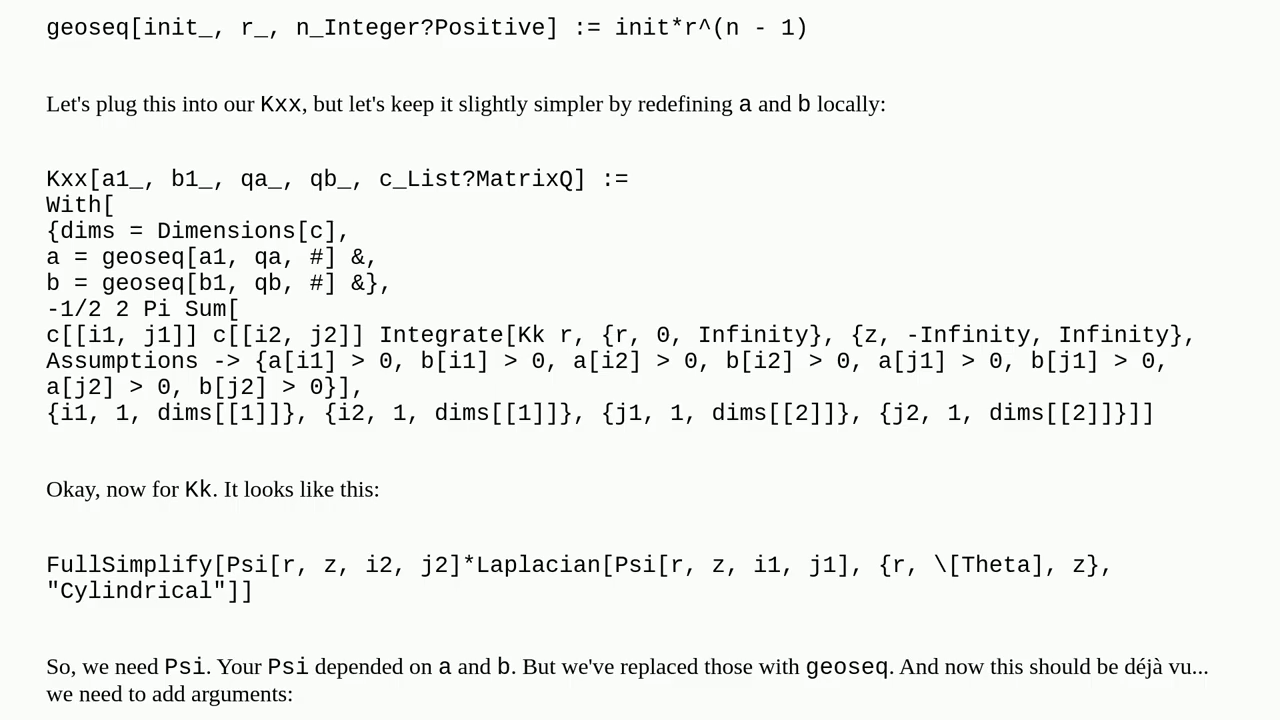 geoseq[init_, r_, n_Integer?Positive] := init*r^(n - 1)
Let's plug this into our Kxx, but let's keep it slightly simpler by redefining a and b locally:
Kxx[a1_, b1_, qa_, qb_, c_List?MatrixQ] :=
With[
{dims = Dimensions[c],
a = geoseq[a1, qa, #] &,
b = geoseq[b1, qb, #] &},
-1/2 2 Pi Sum[
c[[i1, j1]] c[[i2, j2]] Integrate[Kk r, {r, 0, Infinity}, {z, -Infinity, Infinity},
Assumptions -> {a[i1] > 0, b[i1] > 0, a[i2] > 0, b[i2] > 0, a[j1] > 0, b[j1] > 0,
a[j2] > 0, b[j2] > 0}],
{i1, 1, dims[[1]]}, {i2, 1, dims[[1]]}, {j1, 1, dims[[2]]}, {j2, 1, dims[[2]]}]]
Okay, now for Kk. It looks like this:
FullSimplify[Psi[r, z, i2, j2]*Laplacian[Psi[r, z, i1, j1], {r, \[Theta], z},
"Cylindrical"]]
So, we need Psi. Your Psi depended on a and b. But we've replaced those with geoseq. And now this should be déjà vu...
we need to add arguments: